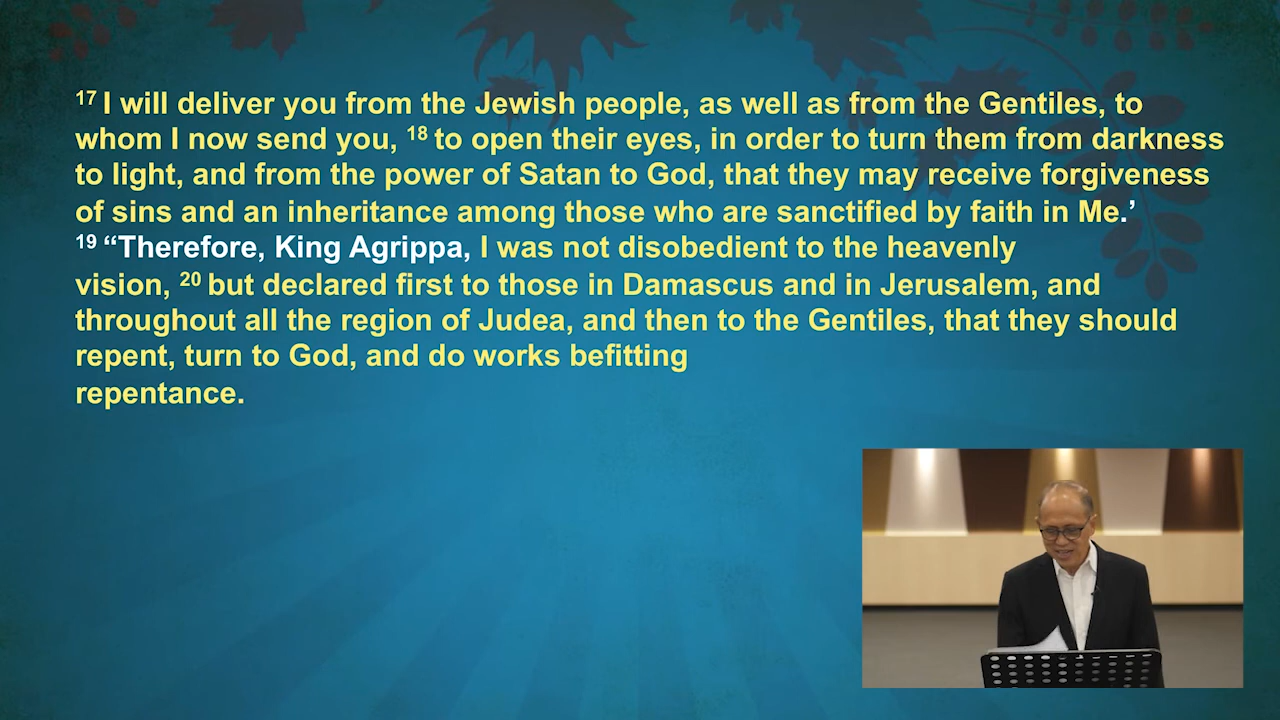 17 I will deliver you from the Jewish people, as well as from the Gentiles, to
whom I now send you, 18 to open their eyes, in order to turn them from darkness
to light, and from the power of Satan to God, that they may receive forgiveness
of sins and an inheritance among those who are sanctified by faith in Me.’
19 “Therefore, King Agrippa, I was not disobedient to the heavenly
vision, 20 but declared first to those in Damascus and in Jerusalem, and
throughout all the region of Judea, and then to the Gentiles, that they should
repent, turn to God, and do works befitting
repentance.